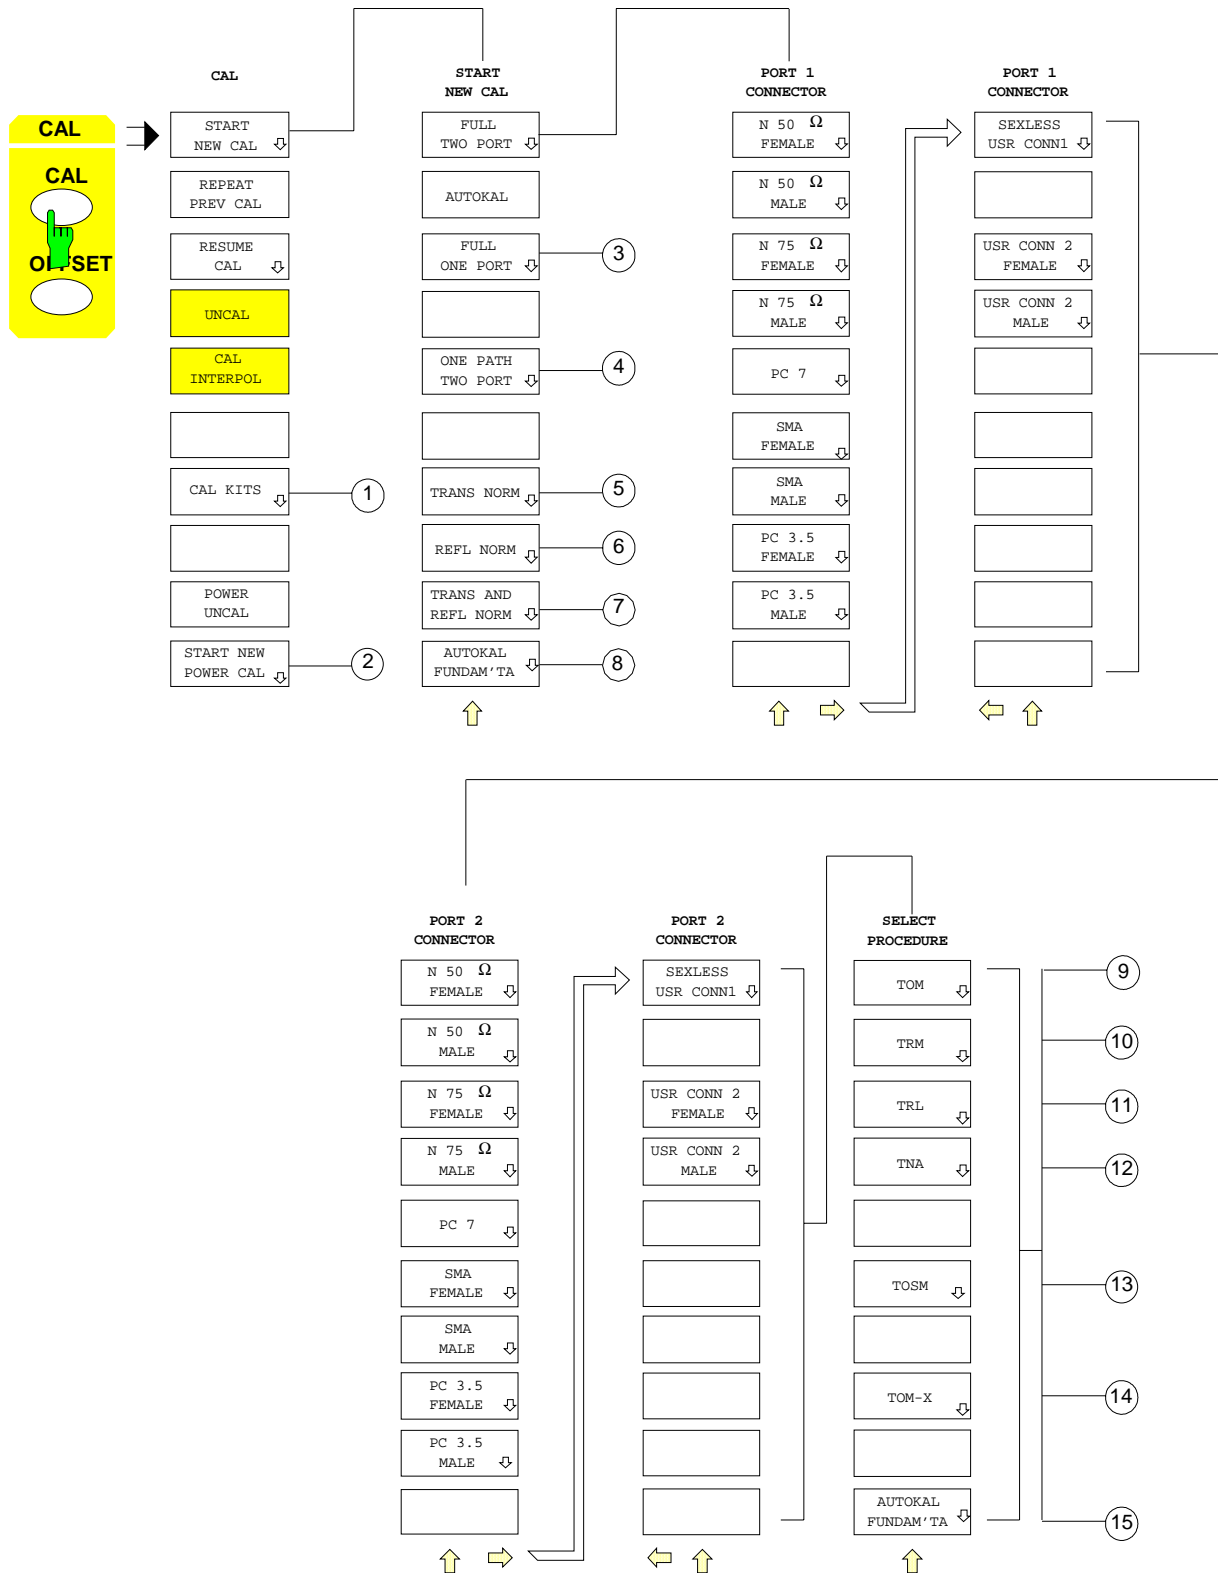 CAL
CAL
OFFSET
CAL
START
NEW CAL
REPEAT
PREV CAL
RESUME
CAL
UNCAL
CAL
INTERPOL
CAL KITS
1
POWER
UNCAL
START NEW
POWER CAL
2
START
NEW CAL
FULL
TWO PORT
AUTOKAL
FULL
ONE PORT
3
ONE PATH
TWO PORT
4
TRANS NORM
5
REFL NORM
6
TRANS AND
REFL NORM
7
AUTOKAL
FUNDAM'TA
8
PORT 1
CONNECTOR
N 50 Ω
FEMALE
N 50 Ω
MALE
N 75 Ω
FEMALE
N 75 Ω
MALE
PC 7
SMA
FEMALE
SMA
MALE
PC 3.5
FEMALE
PC 3.5
MALE
PORT 1
CONNECTOR
SEXLESS
USR CONN1
USR CONN 2
FEMALE
USR CONN 2
MALE
PORT 2
CONNECTOR
N 50 Ω
FEMALE
N 50 Ω
MALE
N 75 Ω
FEMALE
N 75 Ω
MALE
PC 7
SMA
FEMALE
SMA
MALE
PC 3.5
FEMALE
PC 3.5
MALE
PORT 2
CONNECTOR
SEXLESS
USR CONN1
USR CONN 2
FEMALE
USR CONN 2
MALE
SELECT
PROCEDURE
TOM
9
TRM
10
TRL
11
TNA
12
TOSM
13
TOM-X
14
AUTOKAL
FUNDAM'TA
15